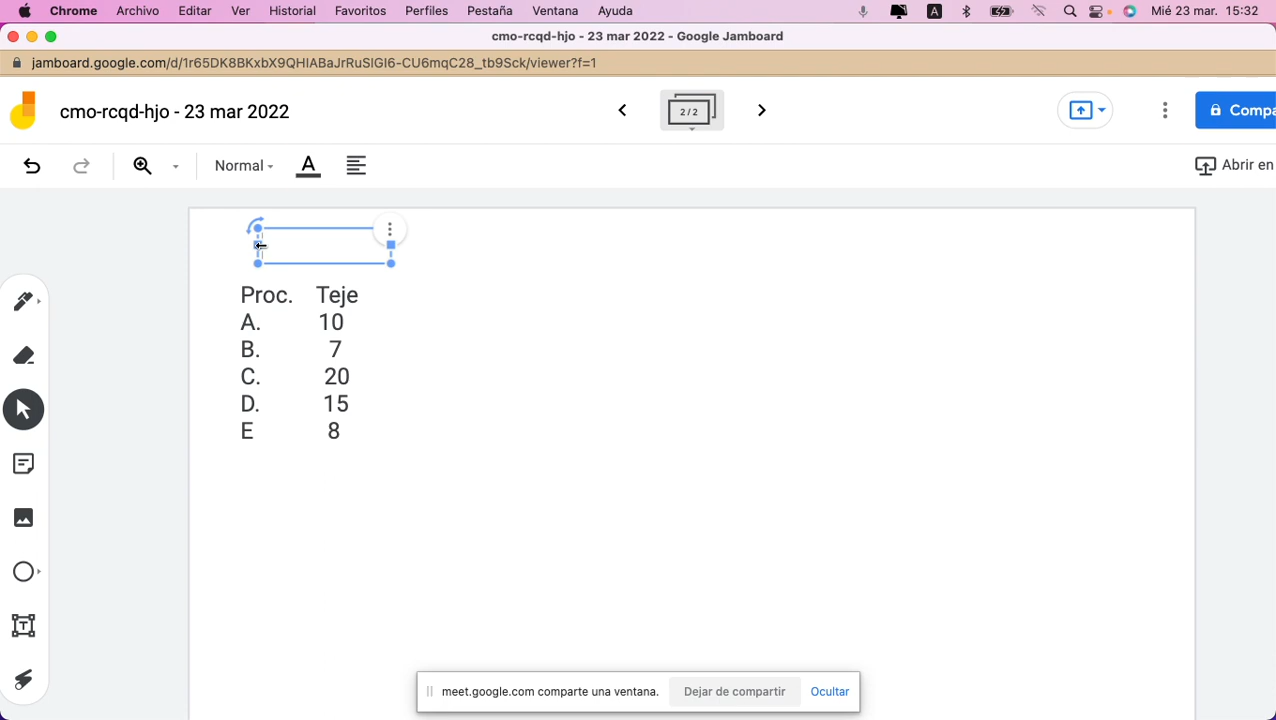 Chrome Archivo Editar Ver Historial Favoritos Perfiles Pestaña Ventana Ayuda A Mié 23 mar. 15:32
cmo-rcqd-hjo - 23 mar 2022 - Google Jamboard
jamboard.google.com/d/1r65DK8BKxbX9QHIABaJrRuSlGl6-CU6mqC28_tb9Sck/viewer?f=1
cmo-rcqd-hjo - 23 mar 2022 2 / 2 Compa
Normal A Abrir en
Proc. Teje
A. 10
B. 7
C. 20
D. 15
E 8
T
meet.google.com comparte una ventana. Dejar de compartir Ocultar